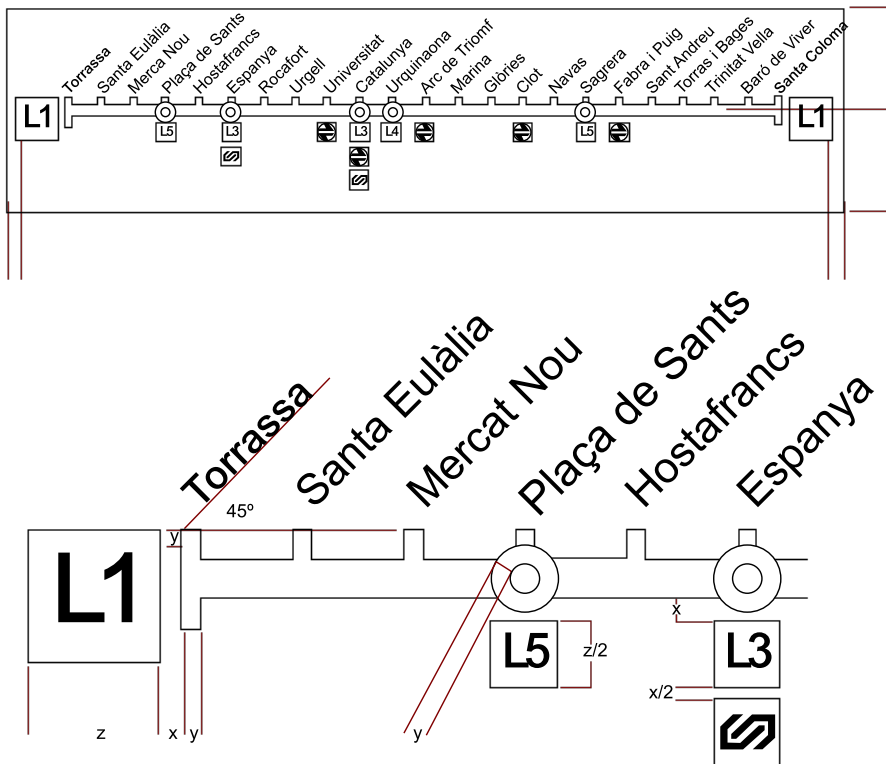 Torrassa
Santa Eulàlia
Merca Nou
Plaça de Sants
Hostafrancs
Espanya
Rocafort
Urgell
Universitat
Catalunya
Urquinaona
Arc de Triomf
Marina
Glòries
Clot
Navas
Sagrera
Fabra i Puig
Sant Andreu
Torras i Bages
Trinitat Vella
Baró de Viver
Santa Coloma
L1
L1
L5
L3
L3
L4
L5
Torrassa
Santa Eulàlia
Mercat Nou
Plaça de Sants
Hostafrancs
Espanya
45º
y
L1
x
L5
z/2
L3
x/2
z
x
y
y